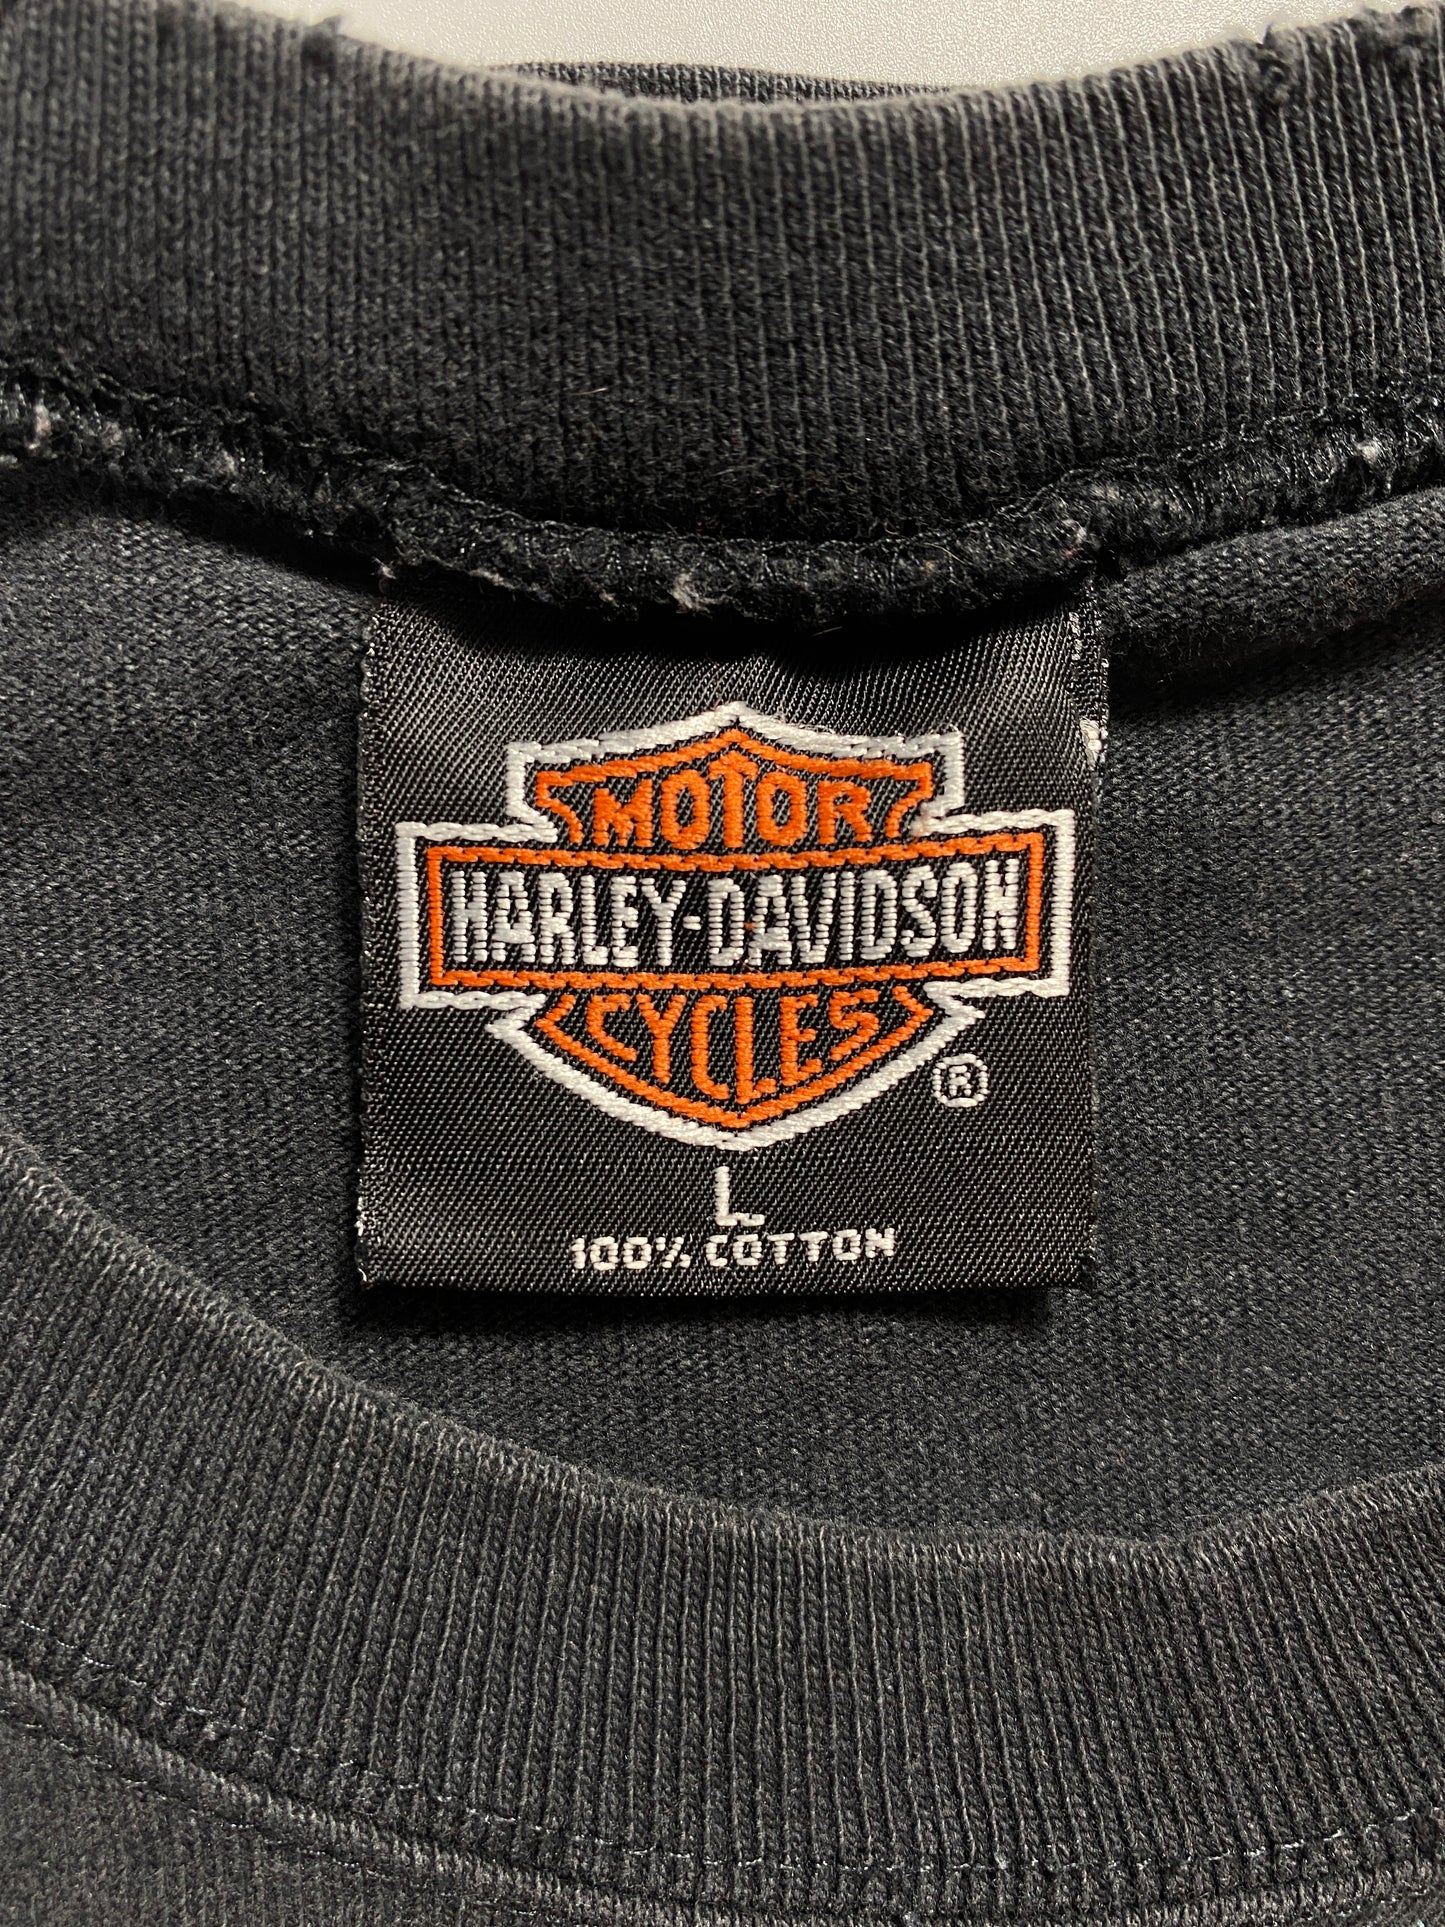 MOTOR
HARLEY-DAVIDSON
CYCLES
®
L
100% COTTON